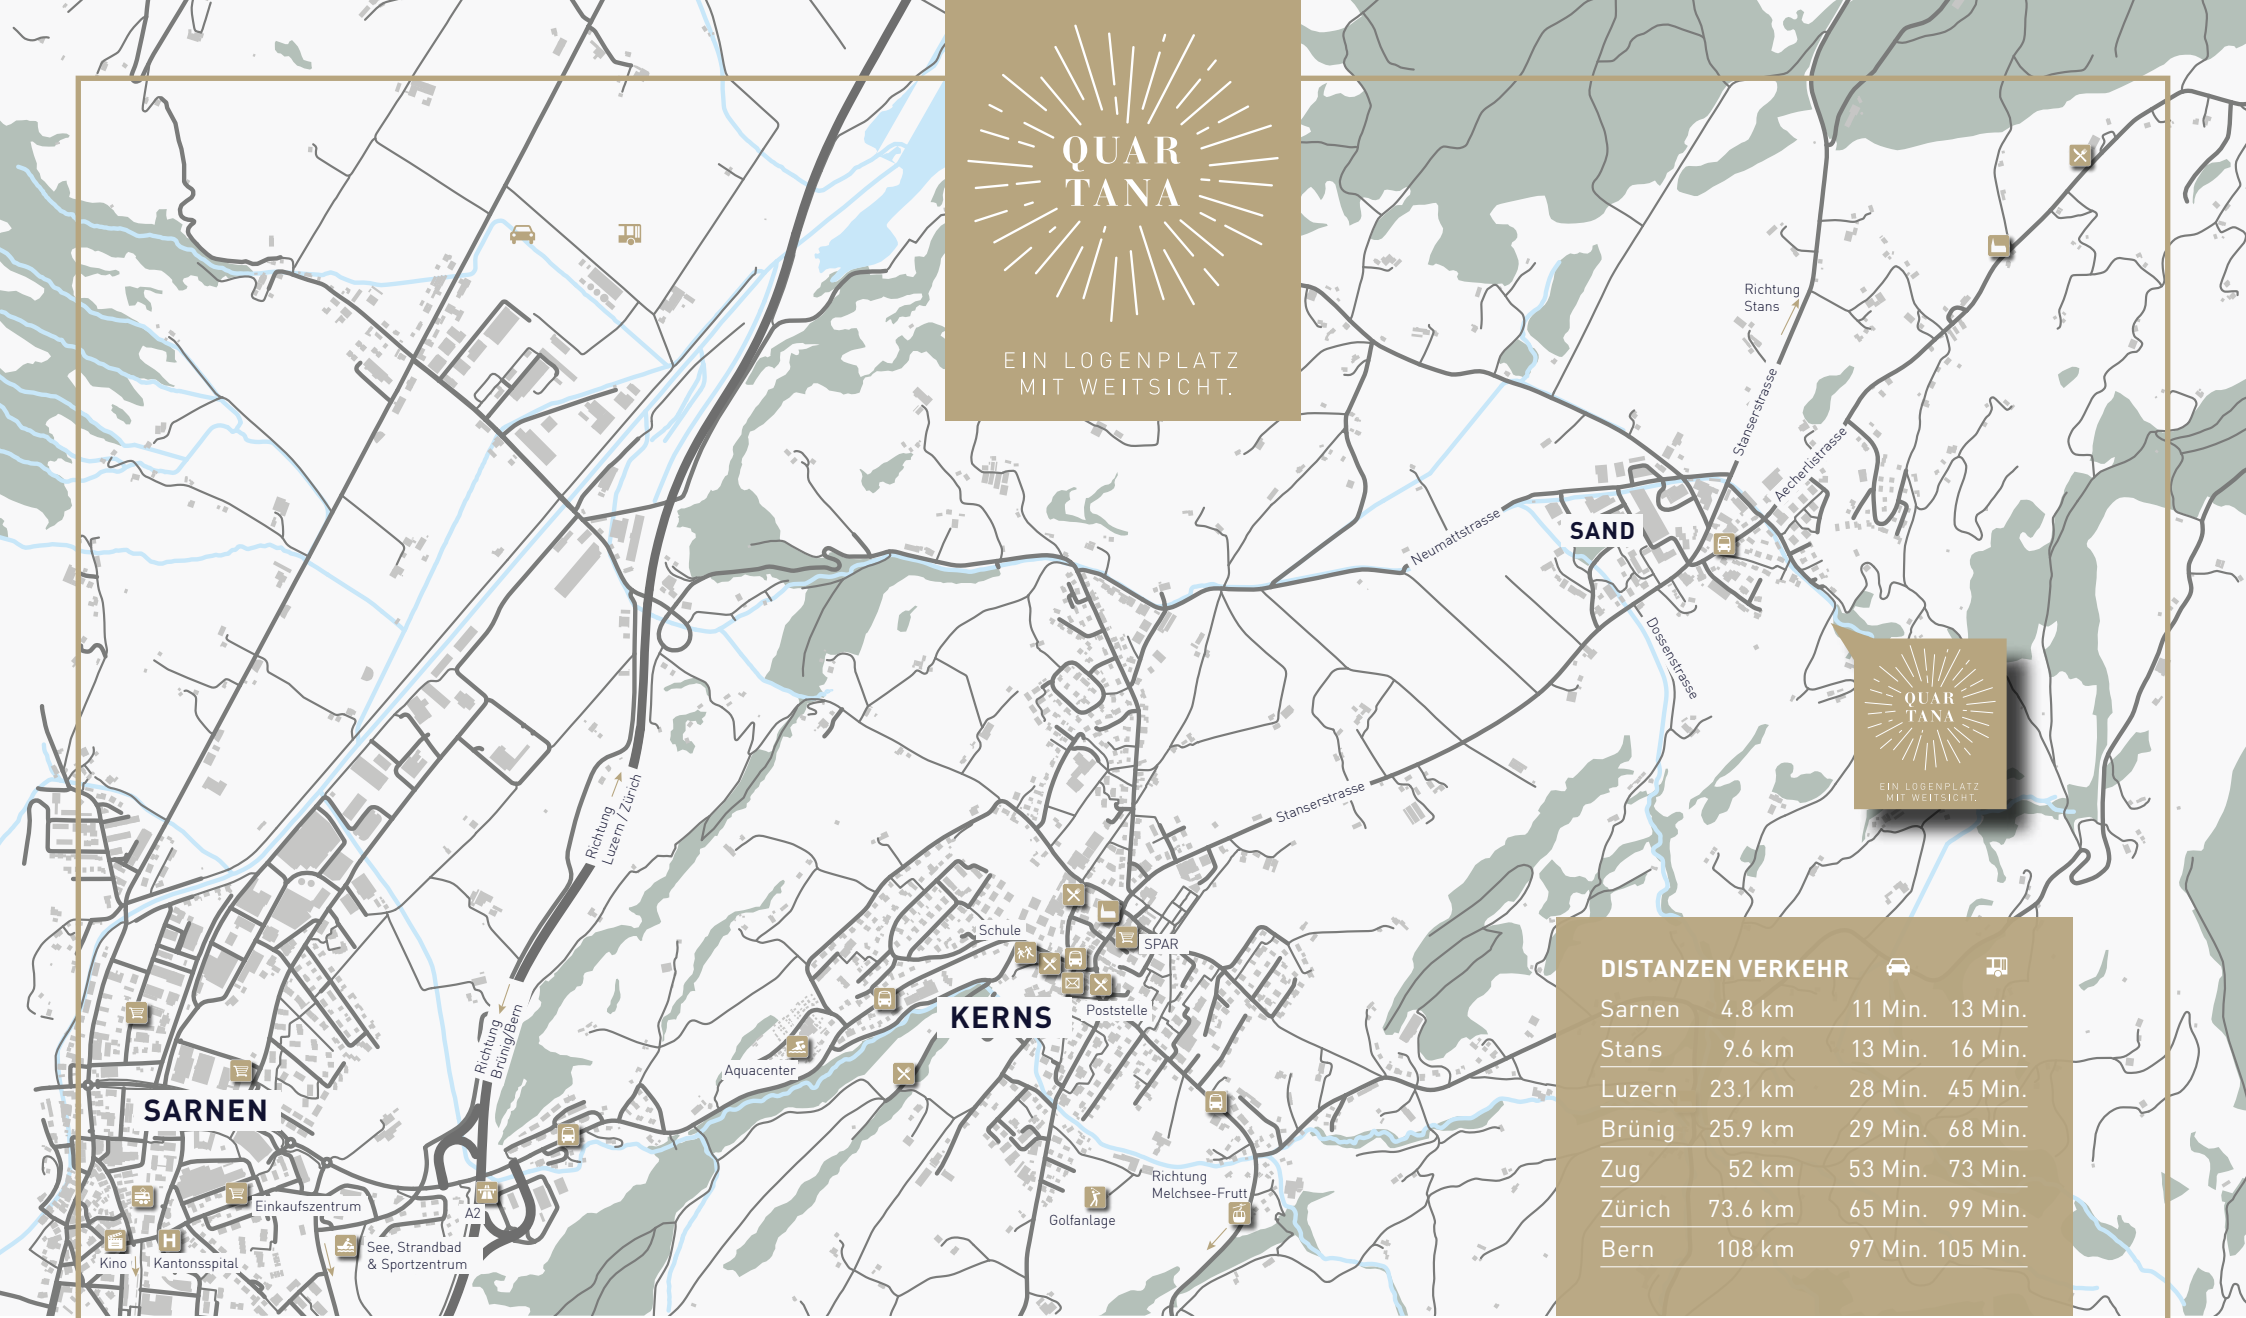 QUAR
TANA
EIN LOGENPLATZ
MIT WEITSICHT.
Richtung
Stans
Stanserstrasse
Aecherlistrasse
Neumattstrasse
SAND
Dossenstrasse
QUAR
TANA
EIN LOGENPLATZ
MIT WEITSICHT.
Richtung
Luzern / Zürich
Stanserstrasse
Schule
SPAR
KERNS
Poststelle
Richtung
Brünig/Bern
Aquacenter
SARNEN
Richtung
Melchsee-Frutt
Golfanlage
Einkaufszentrum
A2
H
See, Strandbad
& Sportzentrum
Kino
Kantonsspital
DISTANZEN VERKEHR
Sarnen 4.8 km 11 Min. 13 Min.
Stans 9.6 km 13 Min. 16 Min.
Luzern 23.1 km 28 Min. 45 Min.
Brünig 25.9 km 29 Min. 68 Min.
Zug 52 km 53 Min. 73 Min.
Zürich 73.6 km 65 Min. 99 Min.
Bern 108 km 97 Min. 105 Min.